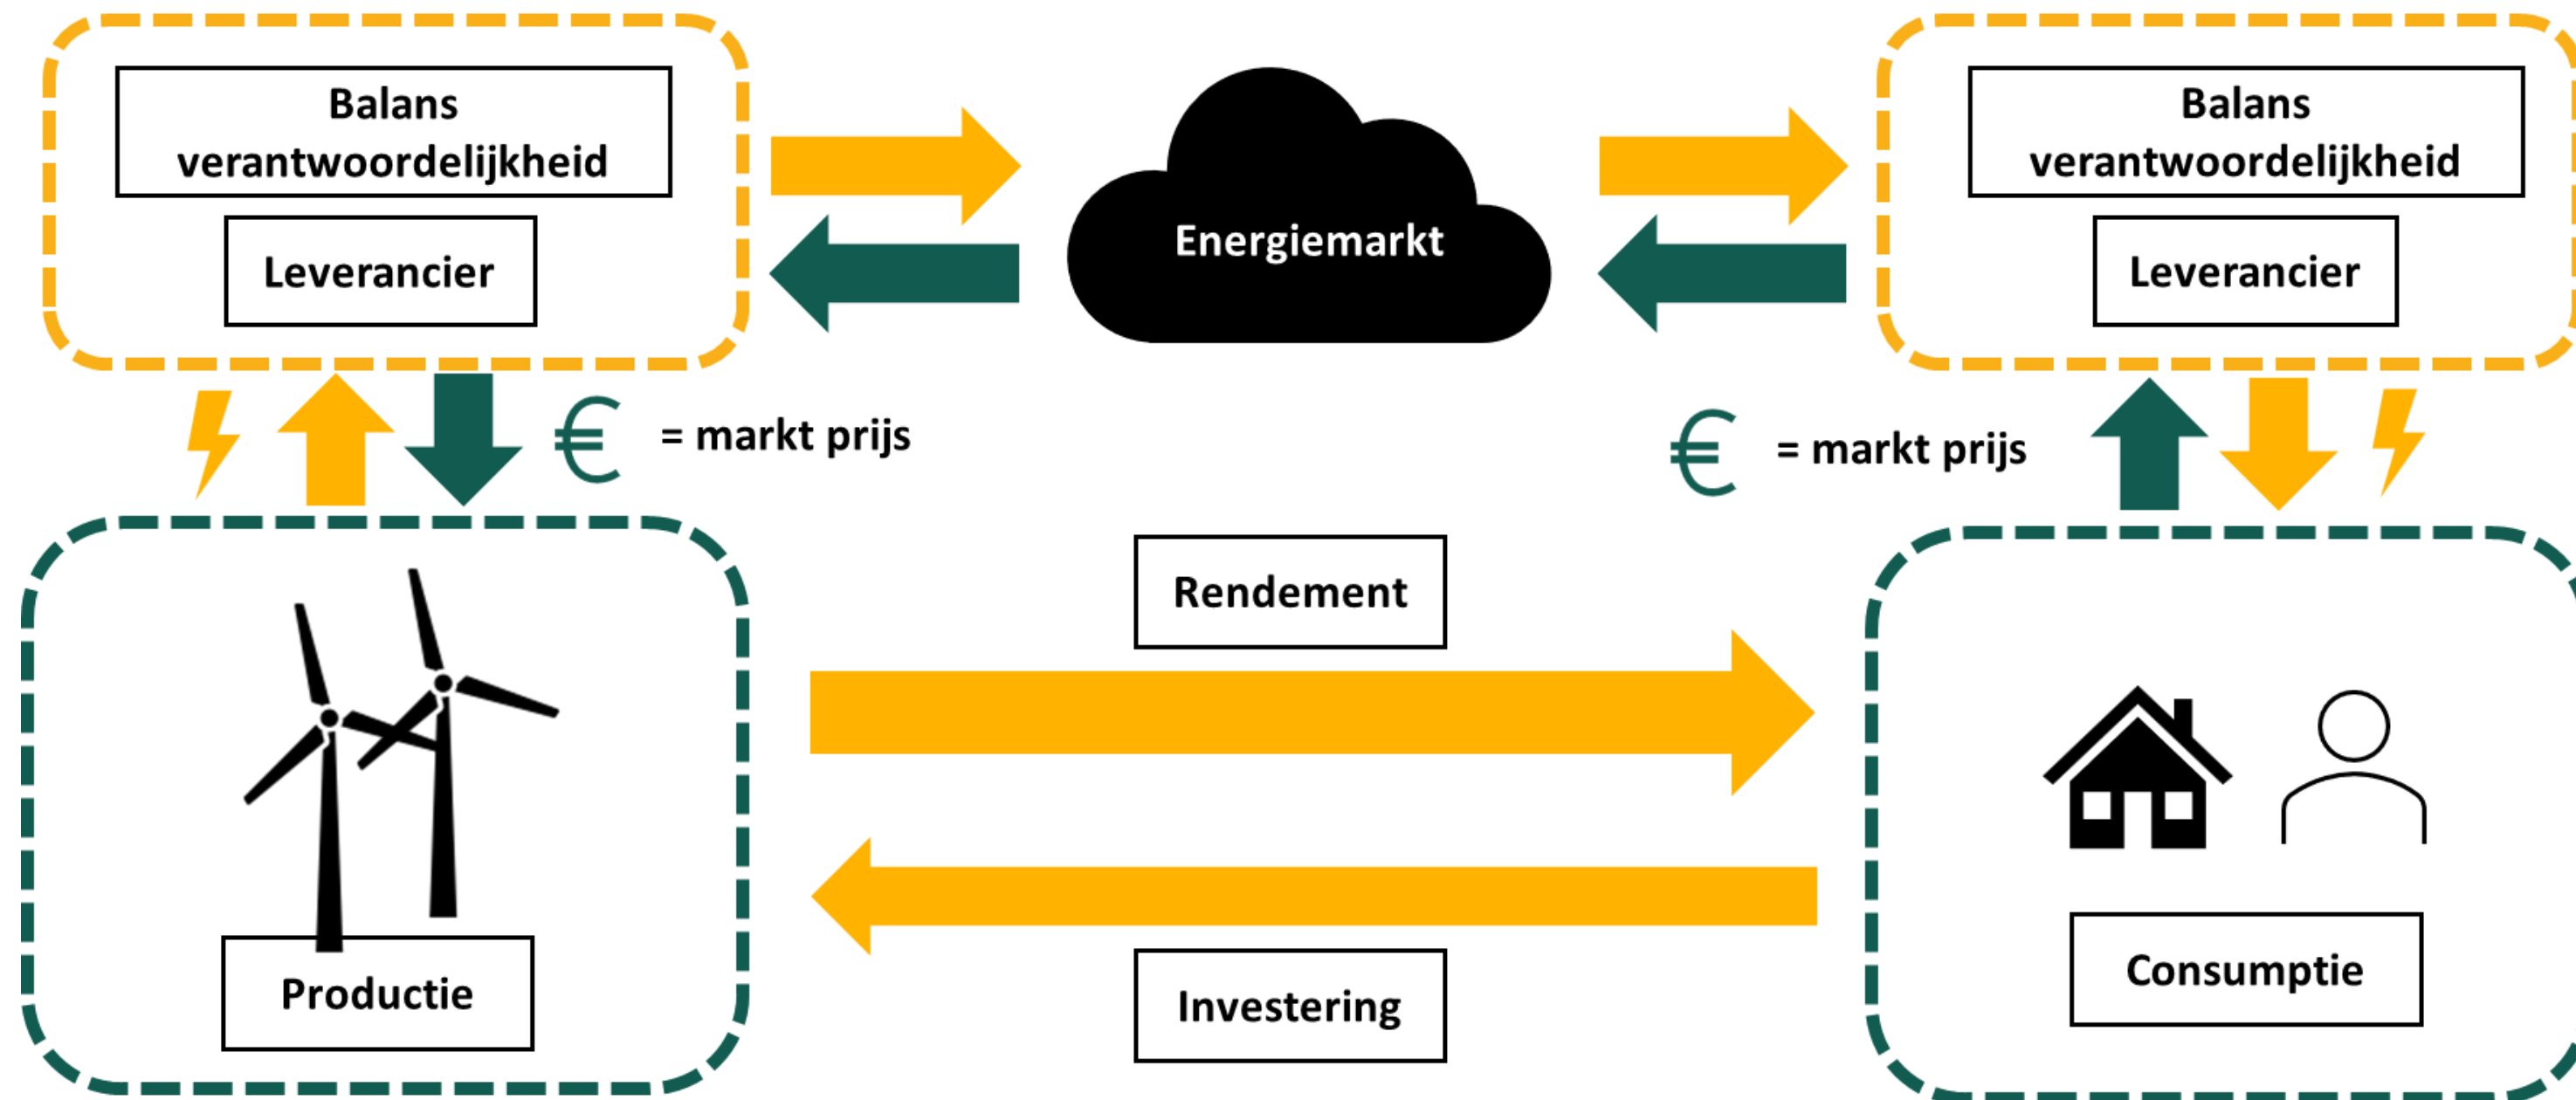 Balans
verantwoordelijkheid
Leverancier
Energiemarkt
Balans
verantwoordelijkheid
Leverancier
€ = markt prijs
€ = markt prijs
Rendement
Productie
Investering
Consumptie